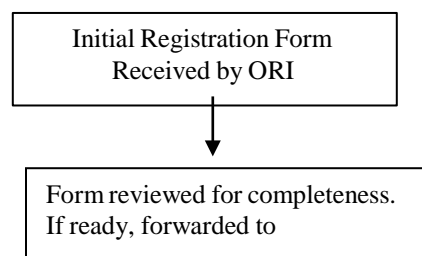 Initial Registration Form
Received by ORI
Form reviewed for completeness.
If ready, forwarded to